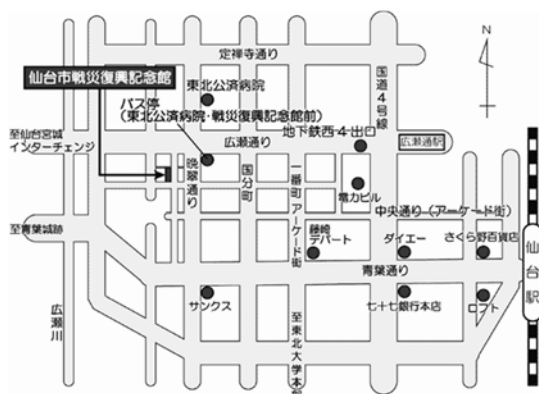 N
定禅寺通り
仙台市戦災復興記念館
東北公済病院
国道4号線
バス停
(東北公済病院・戦災復興記念館前)
至仙台宮城
インターチェンジ
広瀬通り
地下鉄西4出口
広瀬通駅
晩翠通り
国分町
一番町アーケード街
電力ビル
中央通り(アーケード街)
至青葉城跡
藤崎
デパート
ダイエー
さくら野百貨店
仙台駅
青葉通り
広瀬川
サンクス
七十七銀行本店
ロフト
至東北大学本部